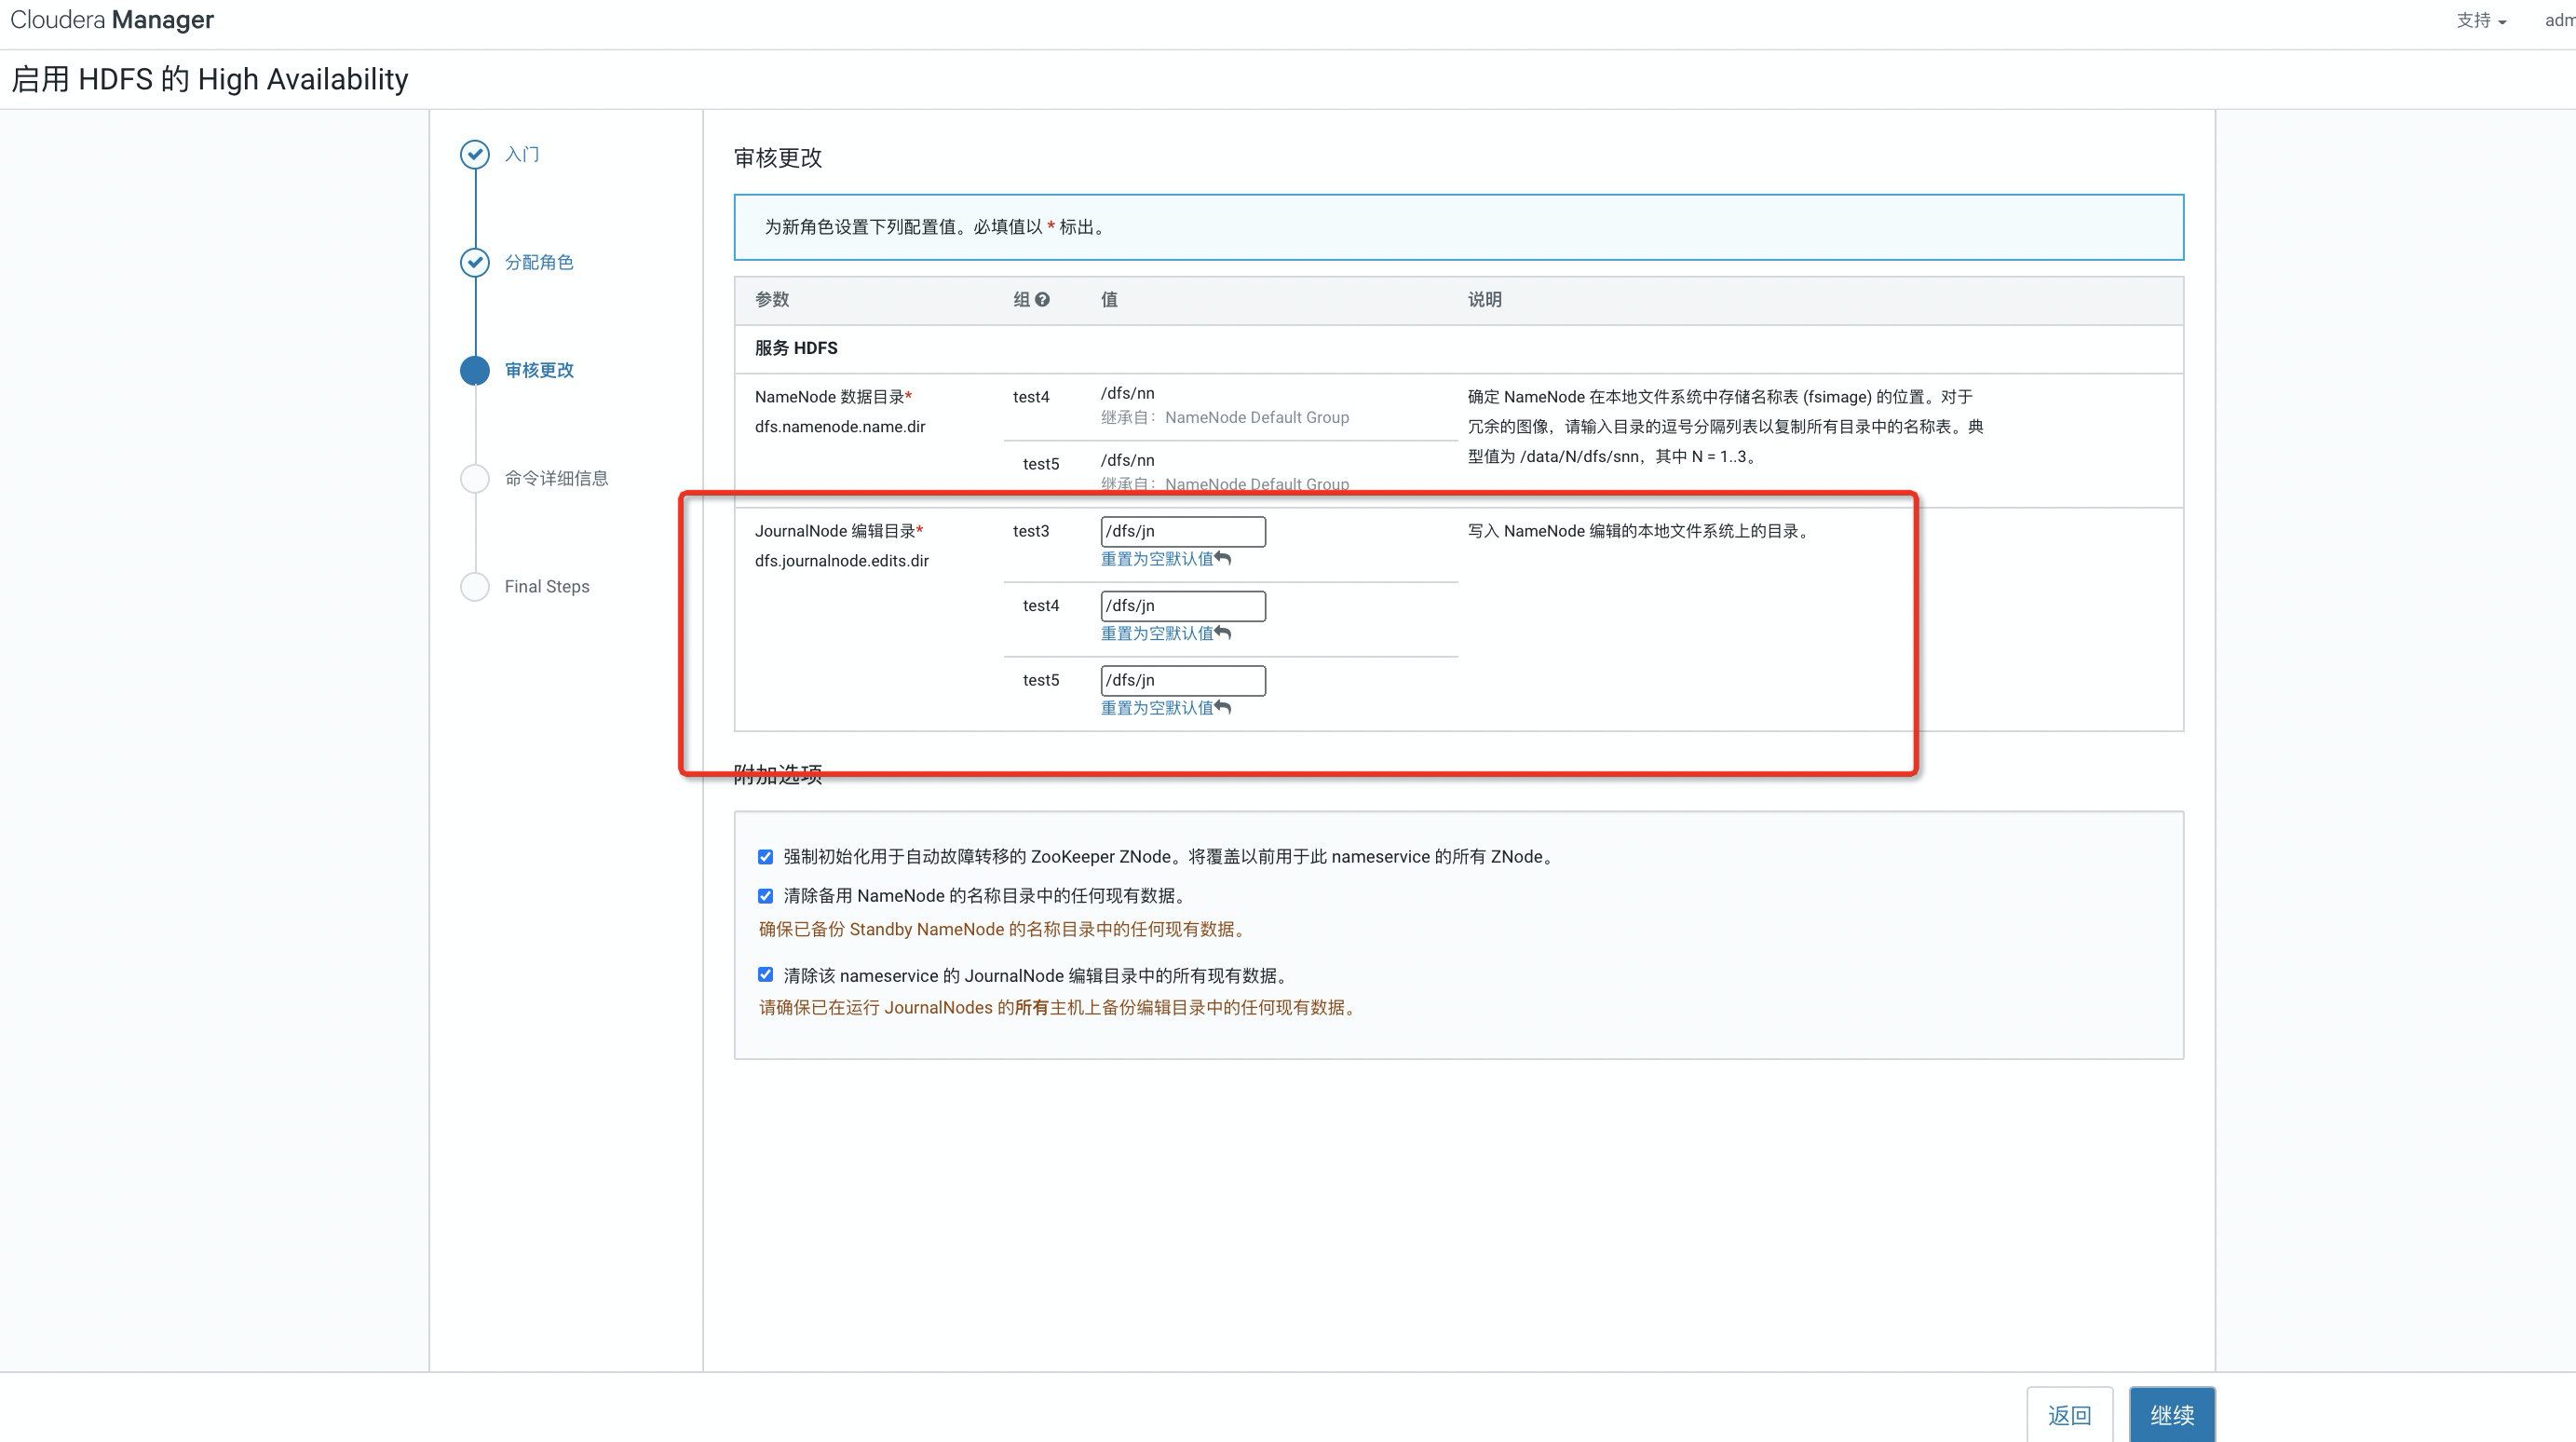 Cloudera Manager
支持
adm
启用 HDFS 的 High Availability
入门
分配角色
审核更改
命令详细信息
Final Steps
审核更改
为新角色设置下列配置值。必填值以 * 标出。
参数 组 值 说明
服务 HDFS
NameNode 数据目录*
dfs.namenode.name.dir
test4
/dfs/nn
继承自：NameNode Default Group
test5
/dfs/nn
继承自：NameNode Default Group
确定 NameNode 在本地文件系统中存储名称表 (fsimage) 的位置。对于
冗余的图像，请输入目录的逗号分隔列表以复制所有目录中的名称表。典
型值为 /data/N/dfs/snn，其中 N = 1..3。
JournalNode 编辑目录*
dfs.journalnode.edits.dir
test3
/dfs/jn
重置为空默认值
test4
/dfs/jn
重置为空默认值
test5
/dfs/jn
重置为空默认值
写入 NameNode 编辑的本地文件系统上的目录。
附加选项
强制初始化用于自动故障转移的 ZooKeeper ZNode。将覆盖以前用于此 nameservice 的所有 ZNode。
清除备用 NameNode 的名称目录中的任何现有数据。
确保已备份 Standby NameNode 的名称目录中的任何现有数据。
清除该 nameservice 的 JournalNode 编辑目录中的所有现有数据。
请确保已在运行 JournalNodes 的所有主机上备份编辑目录中的任何现有数据。
返回
继续